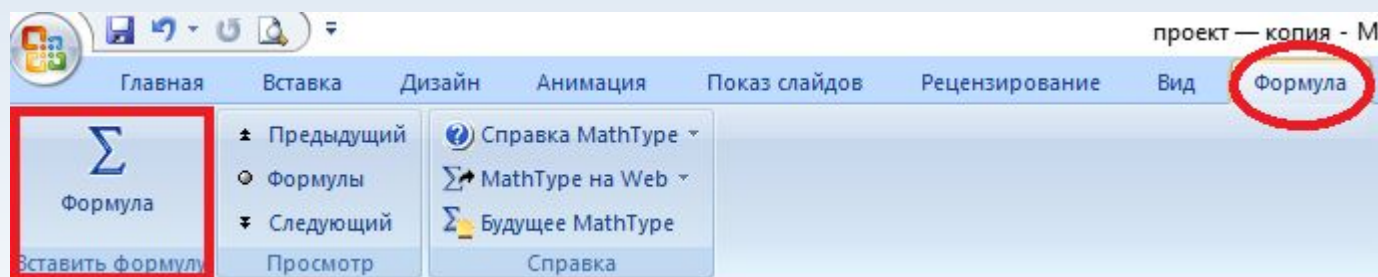 проект — копия - M
Главная Вставка Дизайн Анимация Показ слайдов Рецензирование Вид Формула
Σ
Формула
Вставить формулу
Предыдущий
Формулы
Следующий
Просмотр
Справка MathType
MathType на Web
Будущее MathType
Справка